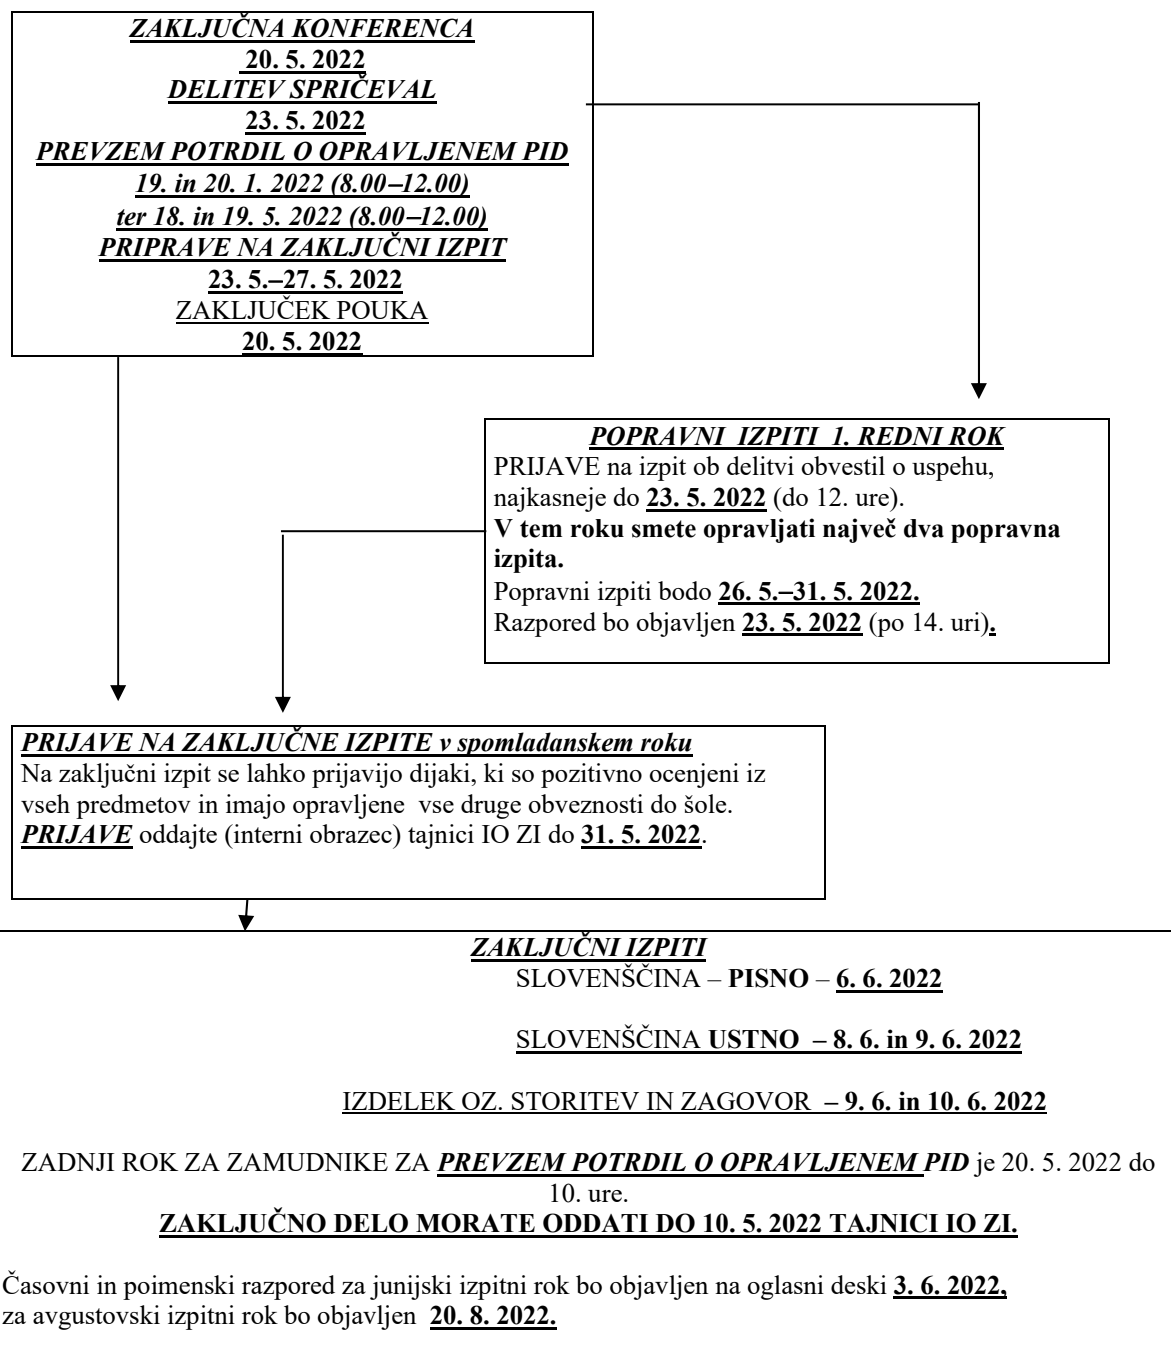 ZAKLJUČNA KONFERENCA
20. 5. 2022
DELITEV SPRIČEVAL
23. 5. 2022
PREVZEM POTRDIL O OPRAVLJENEM PID
19. in 20. 1. 2022 (8.00–12.00)
ter 18. in 19. 5. 2022 (8.00–12.00)
PRIPRAVE NA ZAKLJUČNI IZPIT
23. 5.–27. 5. 2022
ZAKLJUČEK POUKA
20. 5. 2022
POPRAVNI IZPITI 1. REDNI ROK
PRIJAVE na izpit ob delitvi obvestil o uspehu,
najkasneje do 23. 5. 2022 (do 12. ure).
V tem roku smete opravljati največ dva popravna
izpita.
Popravni izpiti bodo 26. 5.–31. 5. 2022.
Razpored bo objavljen 23. 5. 2022 (po 14. uri).
PRIJAVE NA ZAKLJUČNE IZPITE v spomladanskem roku
Na zaključni izpit se lahko prijavijo dijaki, ki so pozitivno ocenjeni iz
vseh predmetov in imajo opravljene vse druge obveznosti do šole.
PRIJAVE oddajte (interni obrazec) tajnici IO ZI do 31. 5. 2022.
ZAKLJUČNI IZPITI
SLOVENŠČINA – PISNO – 6. 6. 2022
SLOVENŠČINA USTNO – 8. 6. in 9. 6. 2022
IZDELEK OZ. STORITEV IN ZAGOVOR – 9. 6. in 10. 6. 2022
ZADNJI ROK ZA ZAMUDNIKE ZA PREVZEM POTRDIL O OPRAVLJENEM PID je 20. 5. 2022 do
10. ure.
ZAKLJUČNO DELO MORATE ODDATI DO 10. 5. 2022 TAJNICI IO ZI.
Časovni in poimenski razpored za junijski izpitni rok bo objavljen na oglasni deski 3. 6. 2022,
za avgustovski izpitni rok bo objavljen 20. 8. 2022.